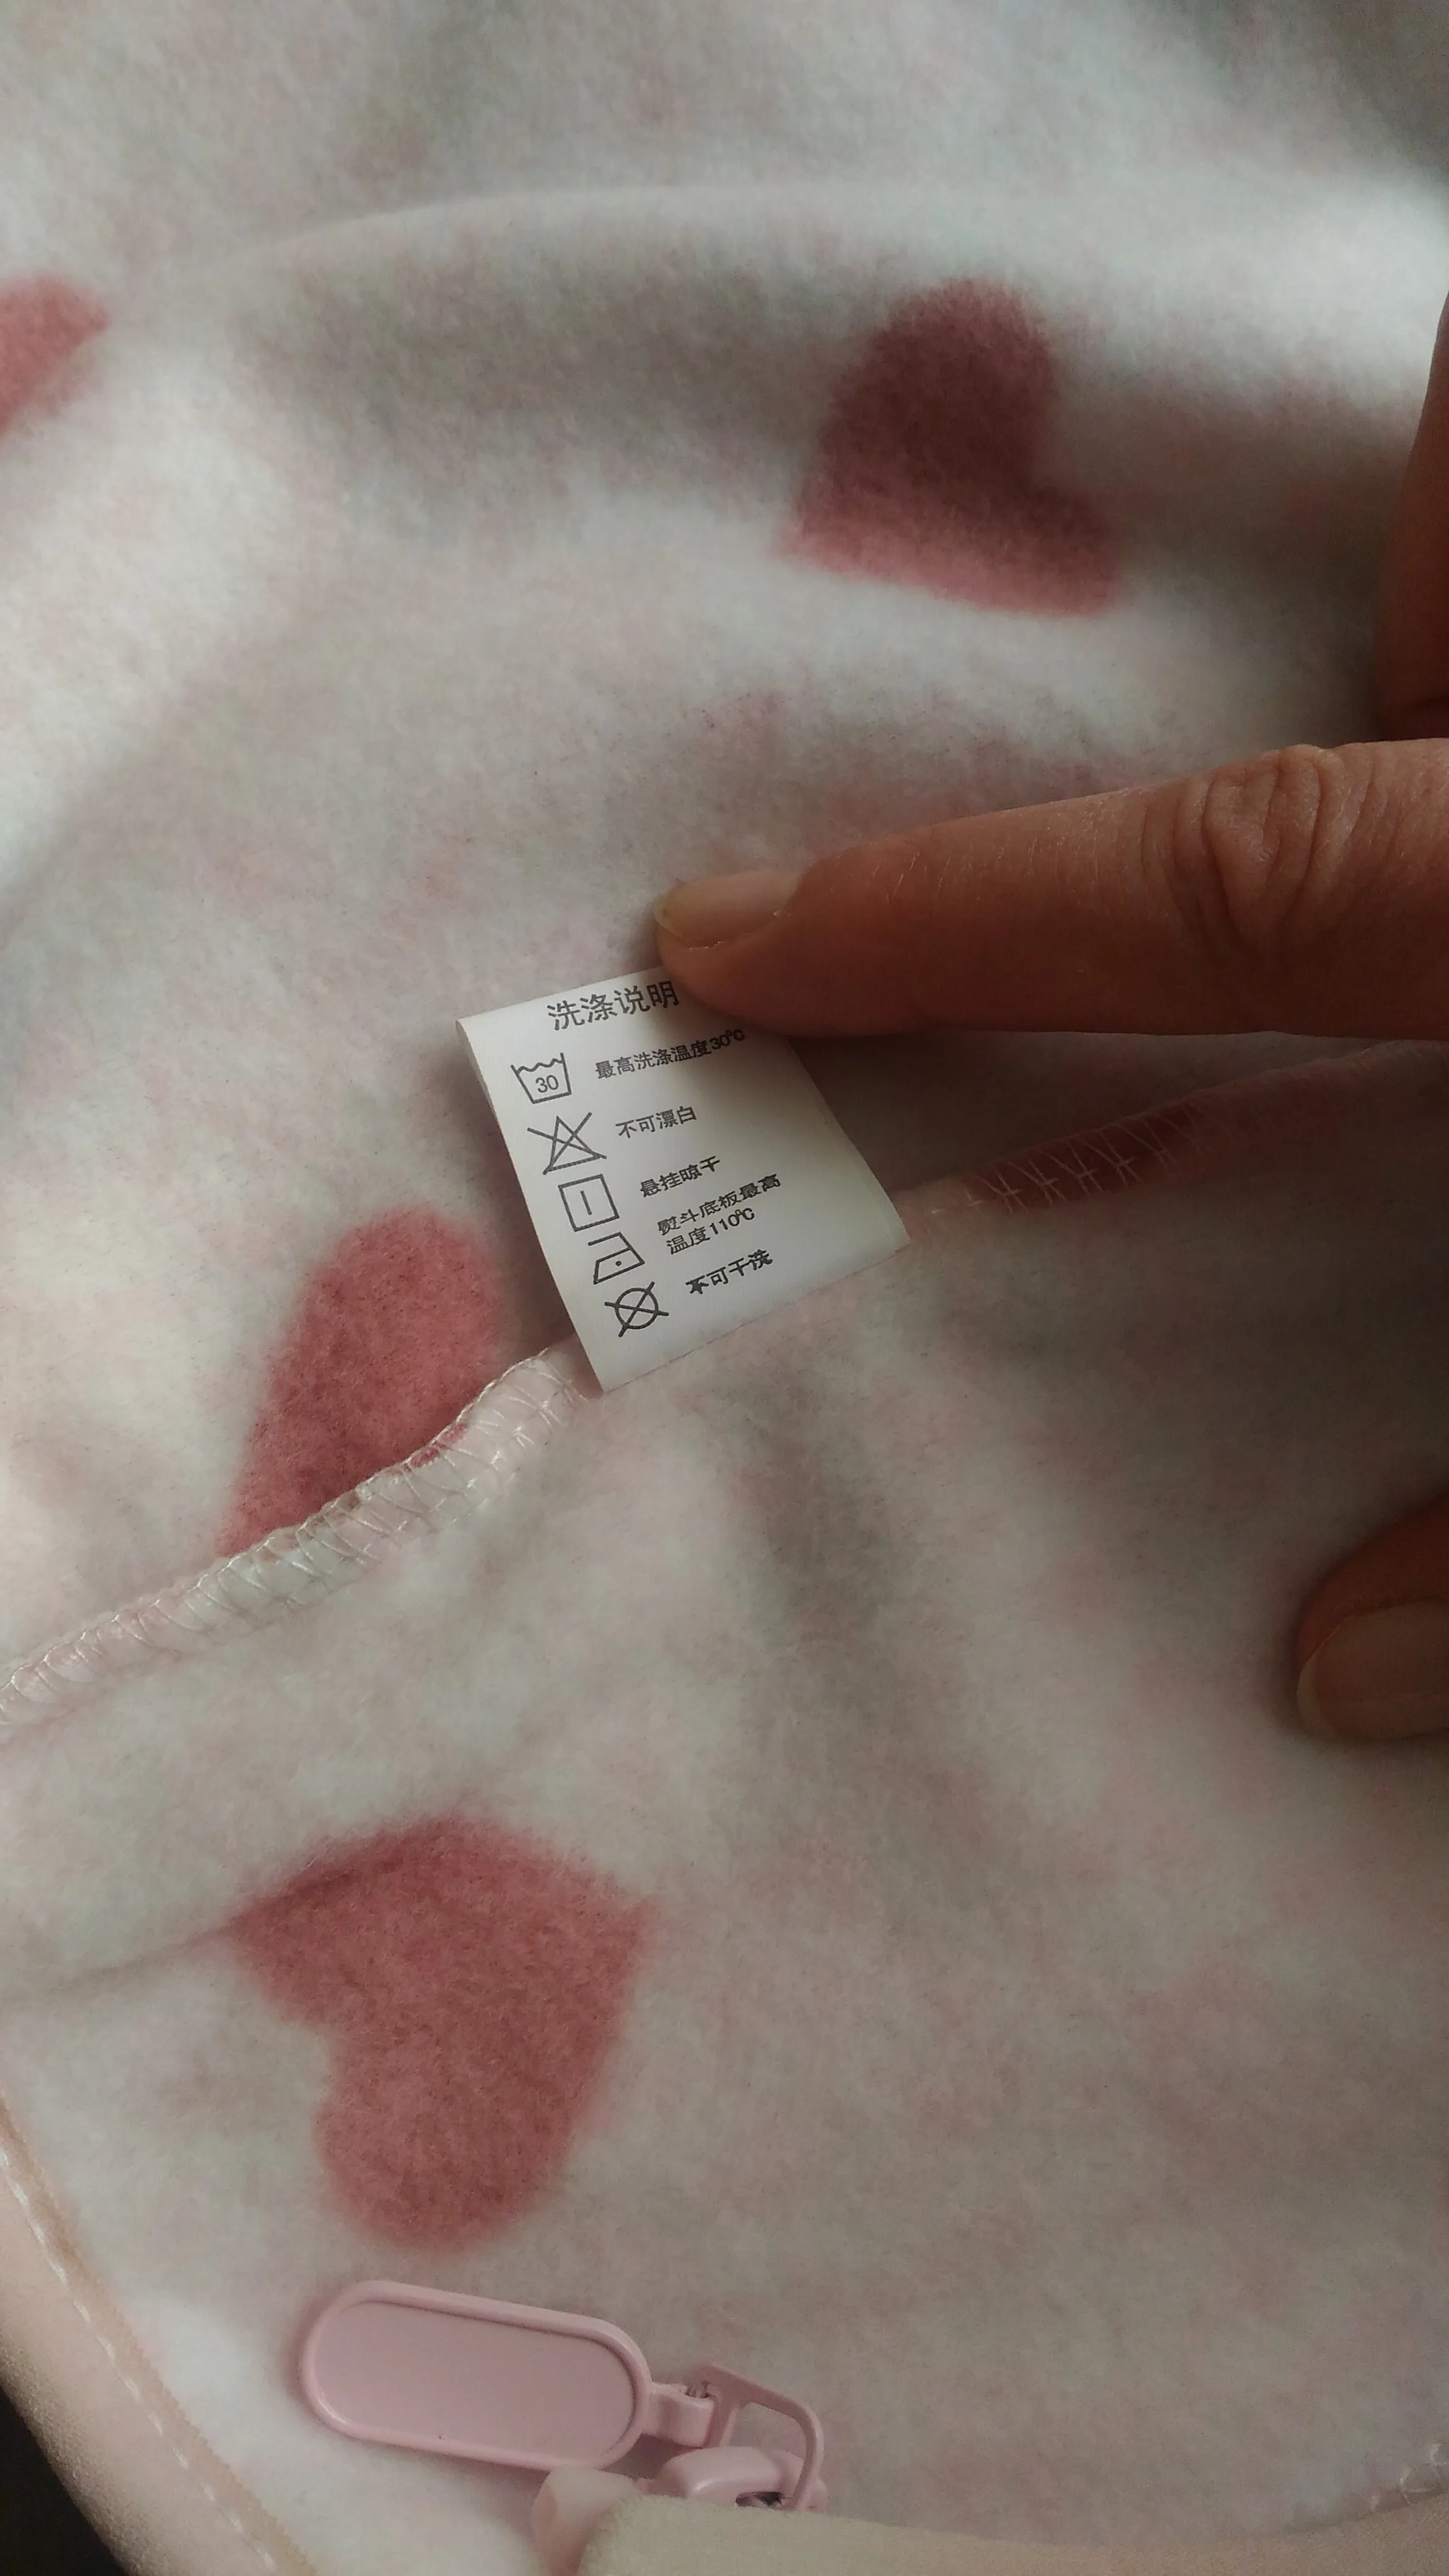 洗涤说明
30
最高洗涤温度30℃
不可漂白
悬挂晾干
熨斗底板最高
温度110℃
不可干洗